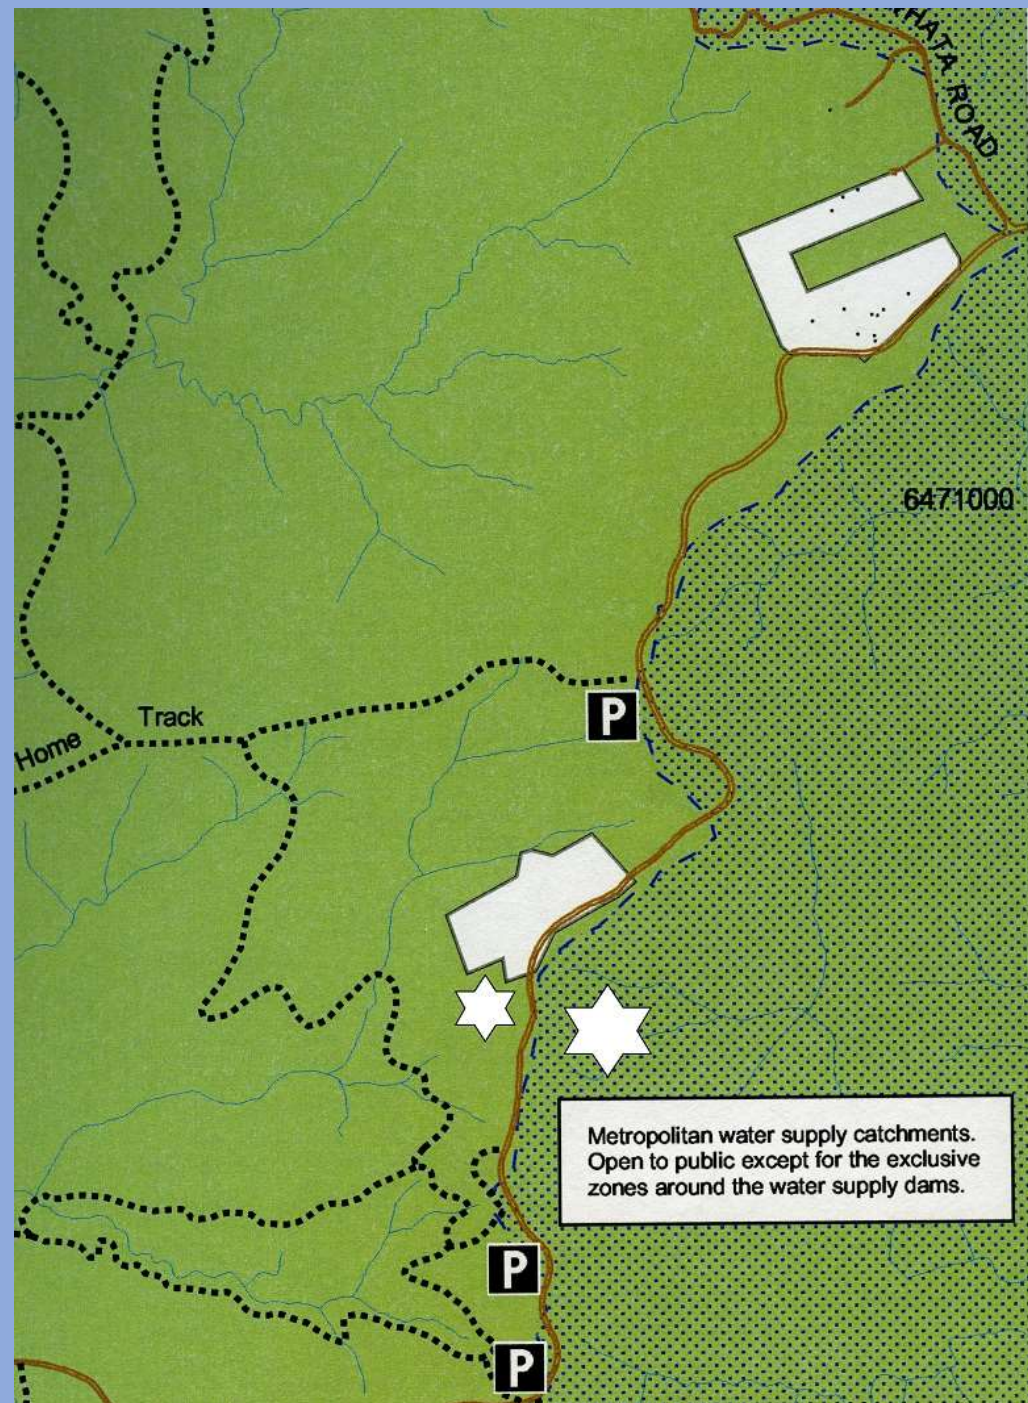 ROAD
6471000
Track
P
Home
Metropolitan water supply catchments.
Open to public except for the exclusive
zones around the water supply dams.
P
P